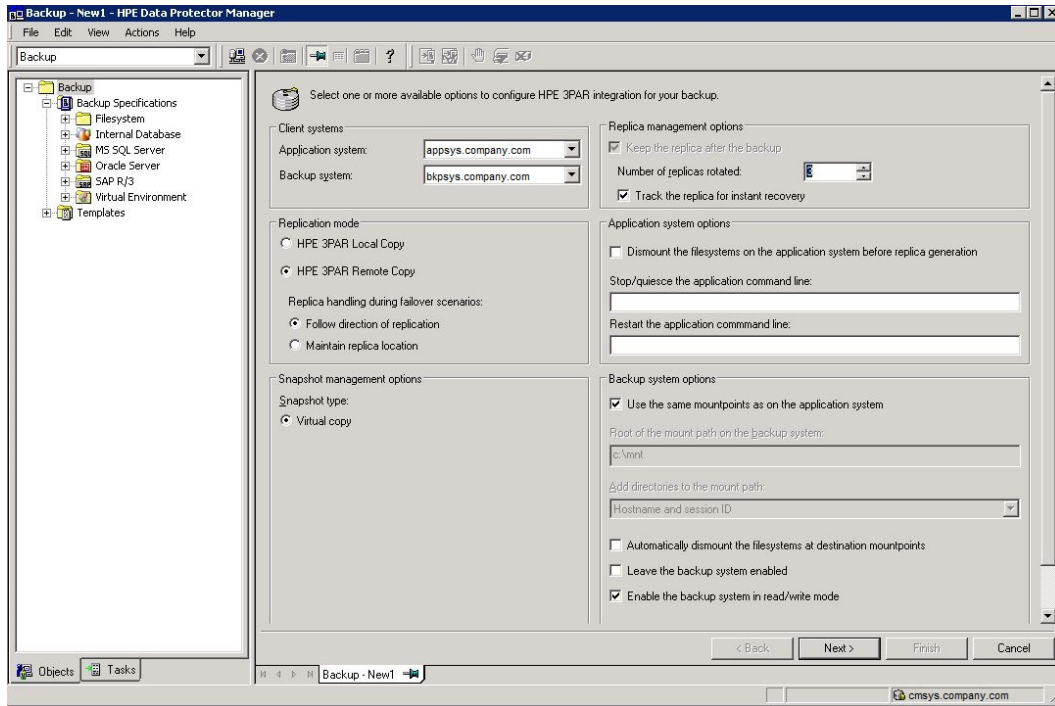 Backup - New1 - HPE Data Protector Manager
File Edit View Actions Help
Backup
Backup
Backup Specifications
Filesystem
Internal Database
MS SQL Server
Oracle Server
SAP R/3
Virtual Environment
Templates
Select one or more available options to configure HPE 3PAR integration for your backup.
Client systems
Application system: appsys.company.com
Backup system: bkpsys.company.com
Replication mode
HPE 3PAR Local Copy
HPE 3PAR Remote Copy
Replica handling during failover scenarios:
Follow direction of replication
Maintain replica location
Snapshot management options
Snapshot type:
Virtual copy
Replica management options
Keep the replica after the backup
Number of replicas rotated: 3
Track the replica for instant recovery
Application system options
Dismount the filesystems on the application system before replica generation
Stop/quiesce the application command line:
Restart the application commmand line:
Backup system options
Use the same mountpoints as on the application system
Root of the mount path on the backup system:
c:\mnt
Add directories to the mount path:
Hostname and session ID
Automatically dismount the filesystems at destination mountpoints
Leave the backup system enabled
Enable the backup system in read/write mode
< Back Next > Finish Cancel
Objects Tasks
Backup - New1
cmsys.company.com